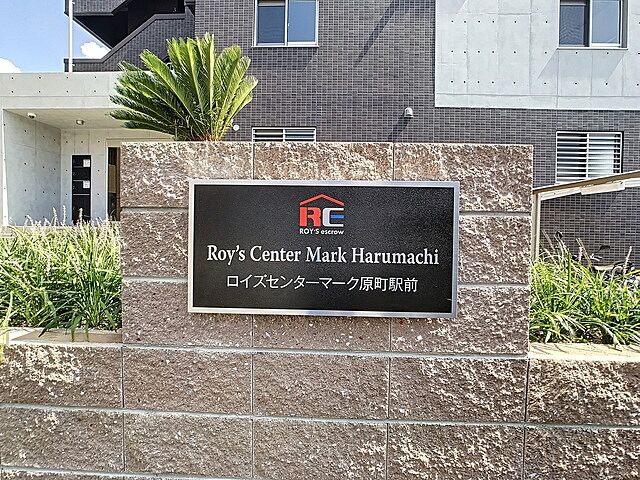 RE
ROY'S escrow
Roy's Center Mark Harumachi
ロイズセンターマーク原町駅前